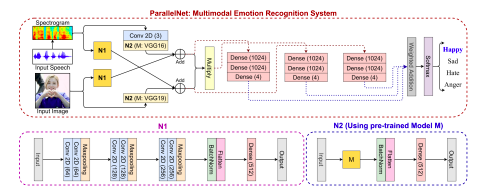 ParallelNet: Multimodal Emotion Recognition System
Spectrogram
Input Speech
Input Image
N1
N1
Conv 2D (3)
N2 (M: VGG16)
N2 (M: VGG19)
Add
Add
Multiply
Dense (1024)
Dense (1024)
Dense (4)
Dense (1024)
Dense (1024)
Dense (4)
Dense (1024)
Dense (1024)
Dense (4)
Weighted Addition
Softmax
Happy
Sad
Hate
Anger
N1
Input
Conv 2D (64)
Conv 2D (64)
Maxpooling
Conv 2D (128)
Conv 2D (128)
Maxpooling
Conv 2D (256)
Conv 2D (256)
Maxpooling
BatchNorm
Flatten
Dense (512)
Output
N2 (Using pre-trained Model M)
Input
M
BatchNorm
Flatten
Dense (512)
Output